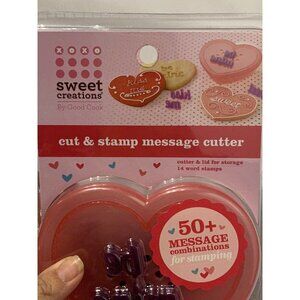 XOXO
sweet
creations
By Good Cook
cut & stamp message cutter
cutter & lid for storage
14 word stamps
50+
MESSAGE
combinations
for stamping